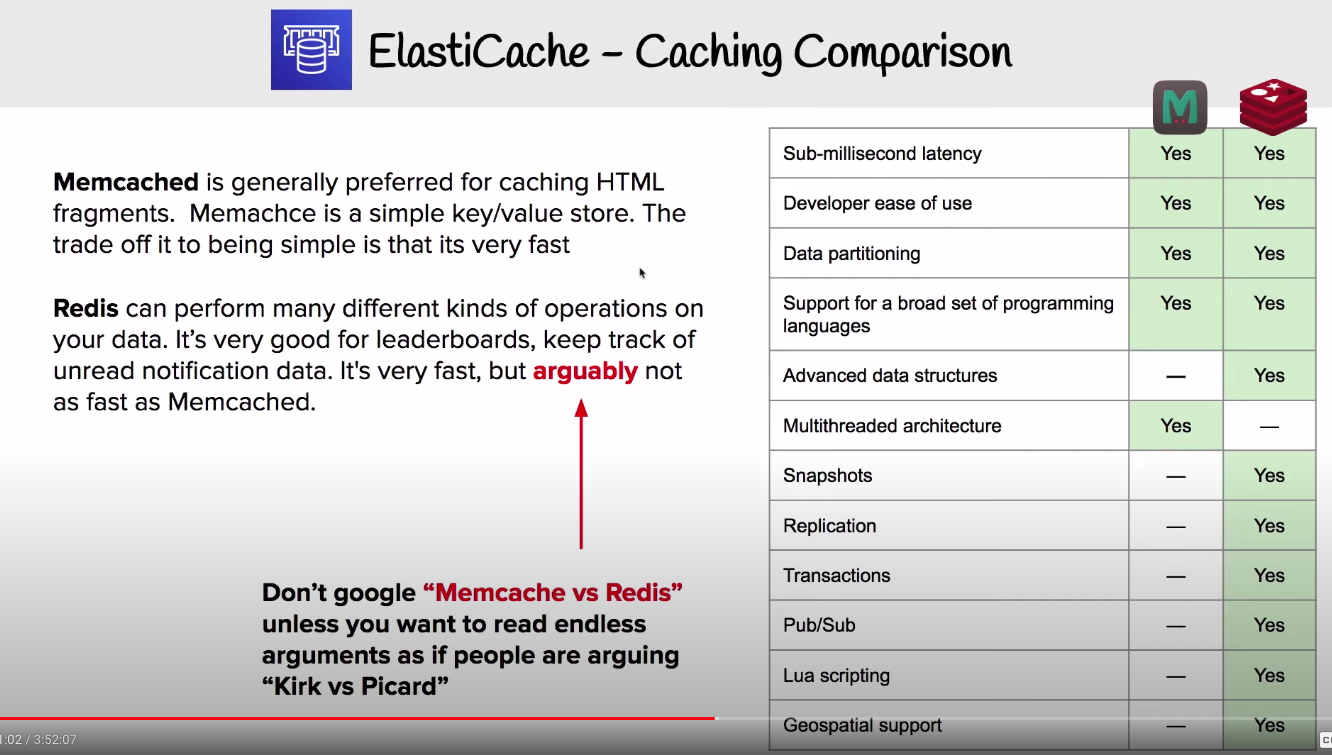 ElastiCache – Caching Comparison
Memcached is generally preferred for caching HTML
fragments. Memachce is a simple key/value store. The
trade off it to being simple is that its very fast
Redis can perform many different kinds of operations on
your data. It's very good for leaderboards, keep track of
unread notification data. It's very fast, but arguably not
as fast as Memcached.
Don't google “Memcache vs Redis”
unless you want to read endless
arguments as if people are arguing
“Kirk vs Picard”
M
Sub-millisecond latency Yes Yes
Developer ease of use Yes Yes
Data partitioning Yes Yes
Support for a broad set of programming Yes Yes
languages
Advanced data structures — Yes
Multithreaded architecture Yes —
Snapshots — Yes
Replication — Yes
Transactions — Yes
Pub/Sub — Yes
Lua scripting — Yes
Geospatial support — Yes
:02 / 3:52:07